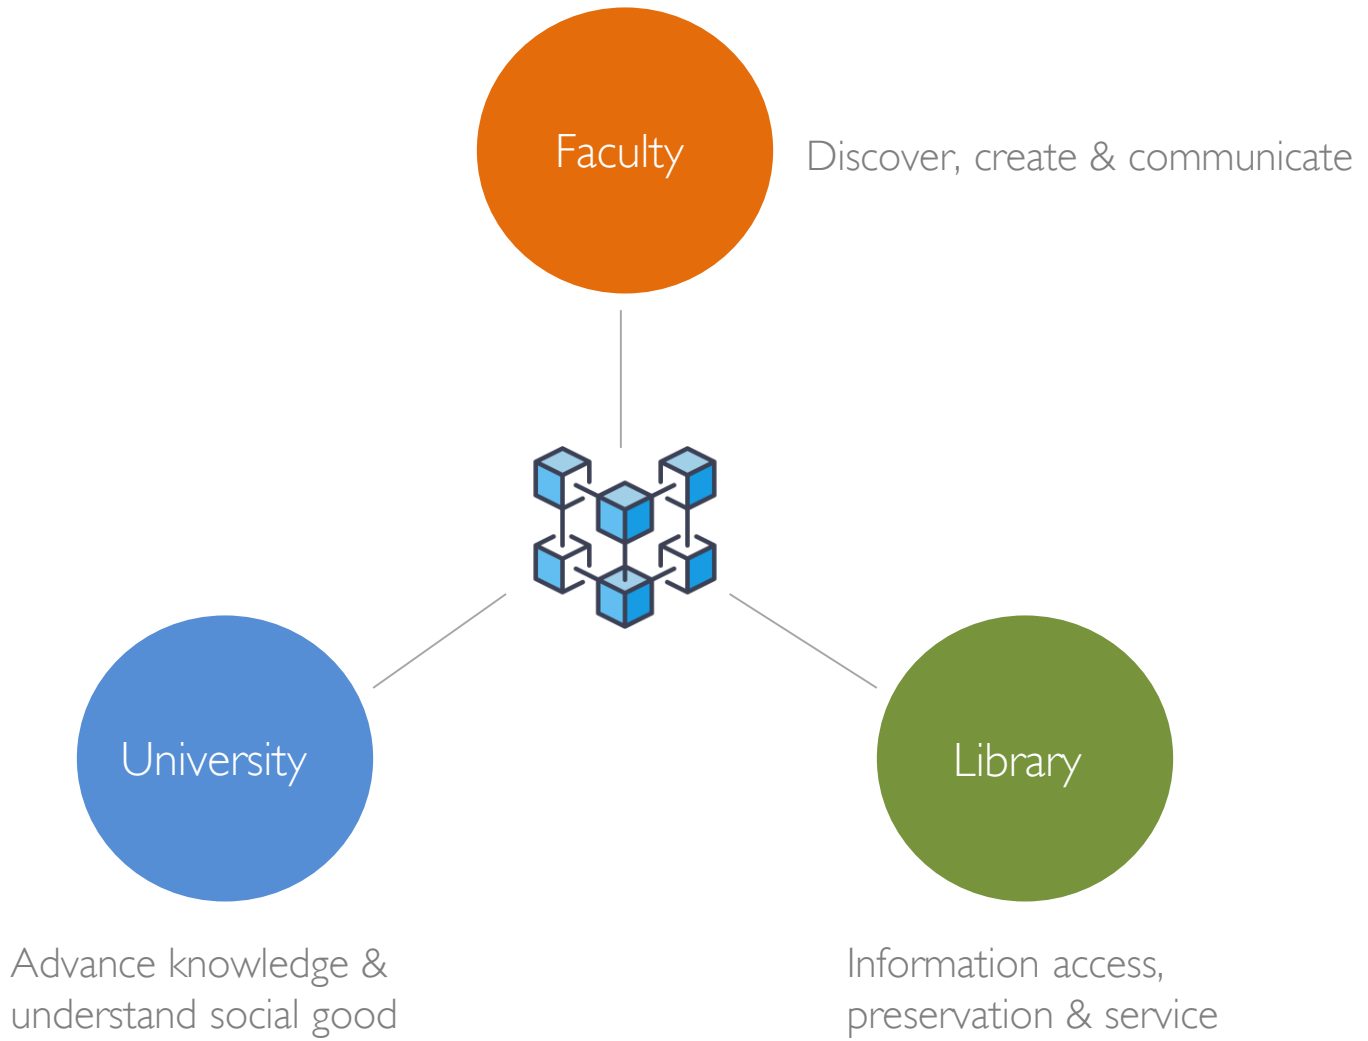 Faculty
Discover, create & communicate
University
Library
Advance knowledge &
understand social good
Information access,
preservation & service